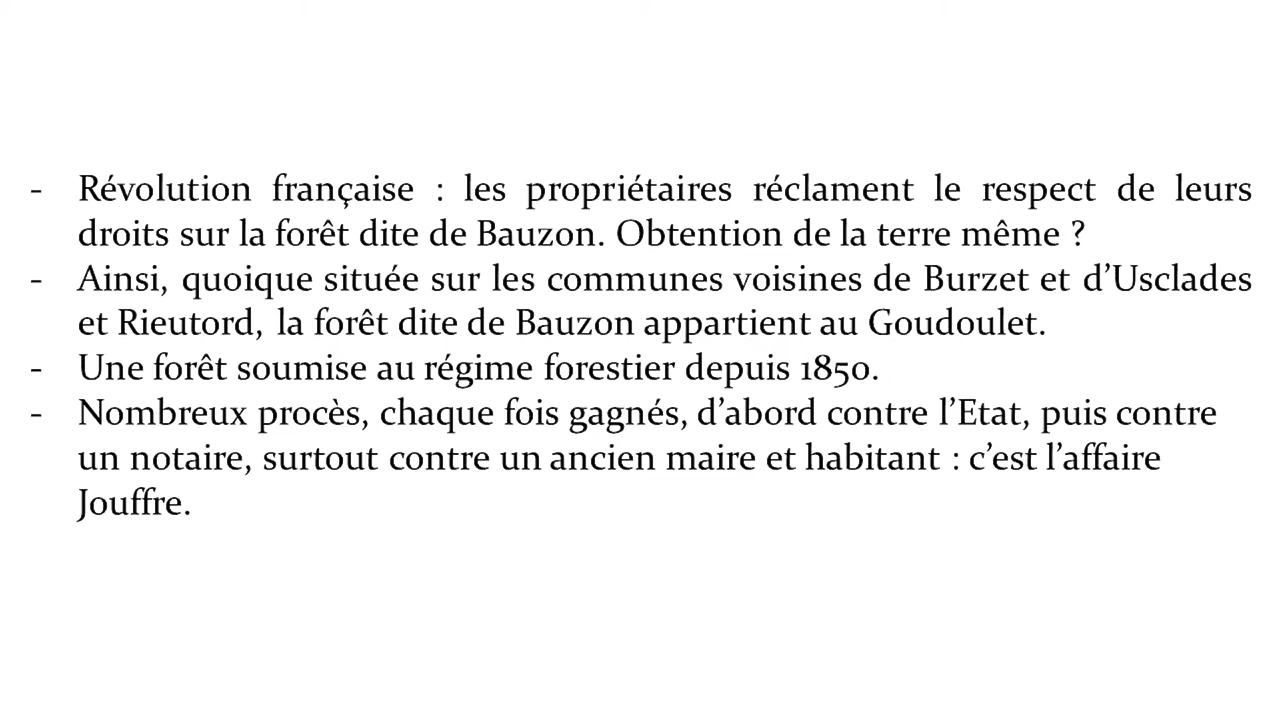 - Révolution française : les propriétaires réclament le respect de leurs
droits sur la forêt dite de Bauzon. Obtention de la terre même ?
- Ainsi, quoique située sur les communes voisines de Burzet et d’Usclades
et Rieutord, la forêt dite de Bauzon appartient au Goudoulet.
- Une forêt soumise au régime forestier depuis 1850.
- Nombreux procès, chaque fois gagnés, d’abord contre l’Etat, puis contre
un notaire, surtout contre un ancien maire et habitant : c’est l’affaire
Jouffre.